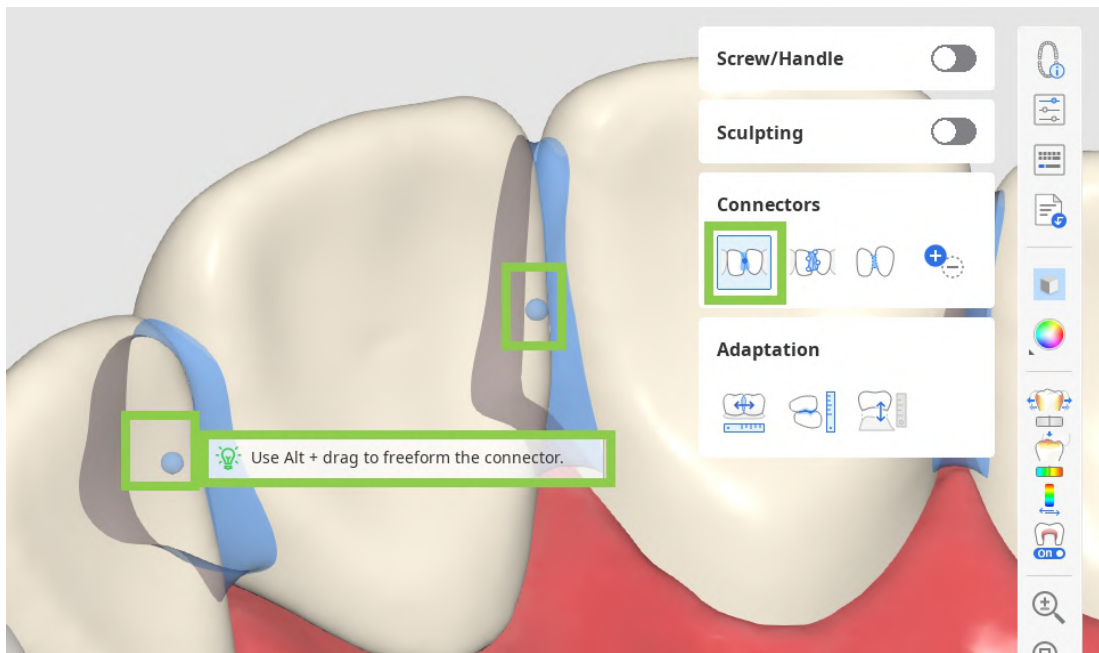 Screw/Handle
Sculpting
Connectors
Adaptation
Use Alt + drag to freeform the connector.
on